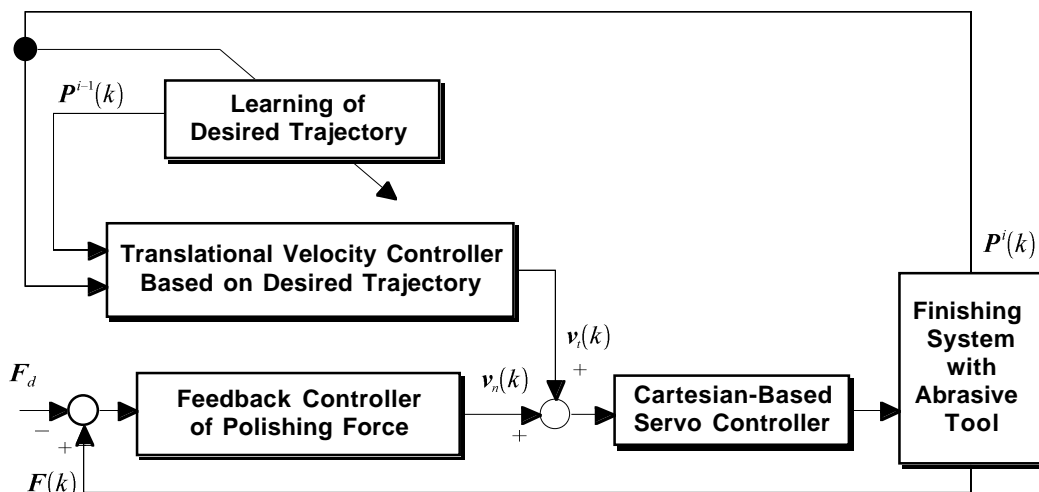 P^{i-1}(k)
Learning of
Desired Trajectory
Translational Velocity Controller
Based on Desired Trajectory
P^i(k)
Finishing
System
with
Abrasive
Tool
v_t(k)
+
F_d
−
+
F(k)
Feedback Controller
of Polishing Force
v_n(k)
+
Cartesian-Based
Servo Controller